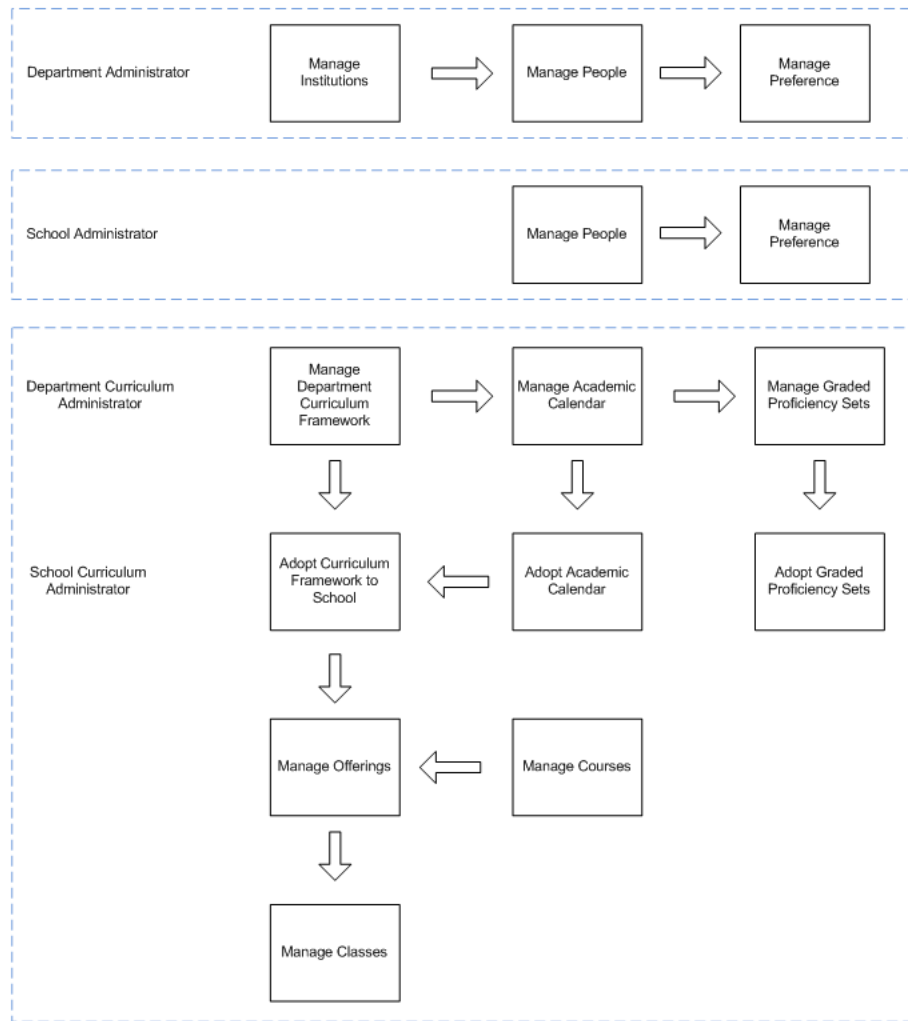 Department Administrator
Manage
Institutions
Manage People
Manage
Preference
School Administrator
Manage People
Manage
Preference
Department Curriculum
Administrator
Manage
Department
Curriculum
Framework
Manage Academic
Calendar
Manage Graded
Proficiency Sets
School Curriculum
Administrator
Adopt Curriculum
Framework to
School
Adopt Academic
Calendar
Adopt Graded
Proficiency Sets
Manage Offerings
Manage Courses
Manage Classes